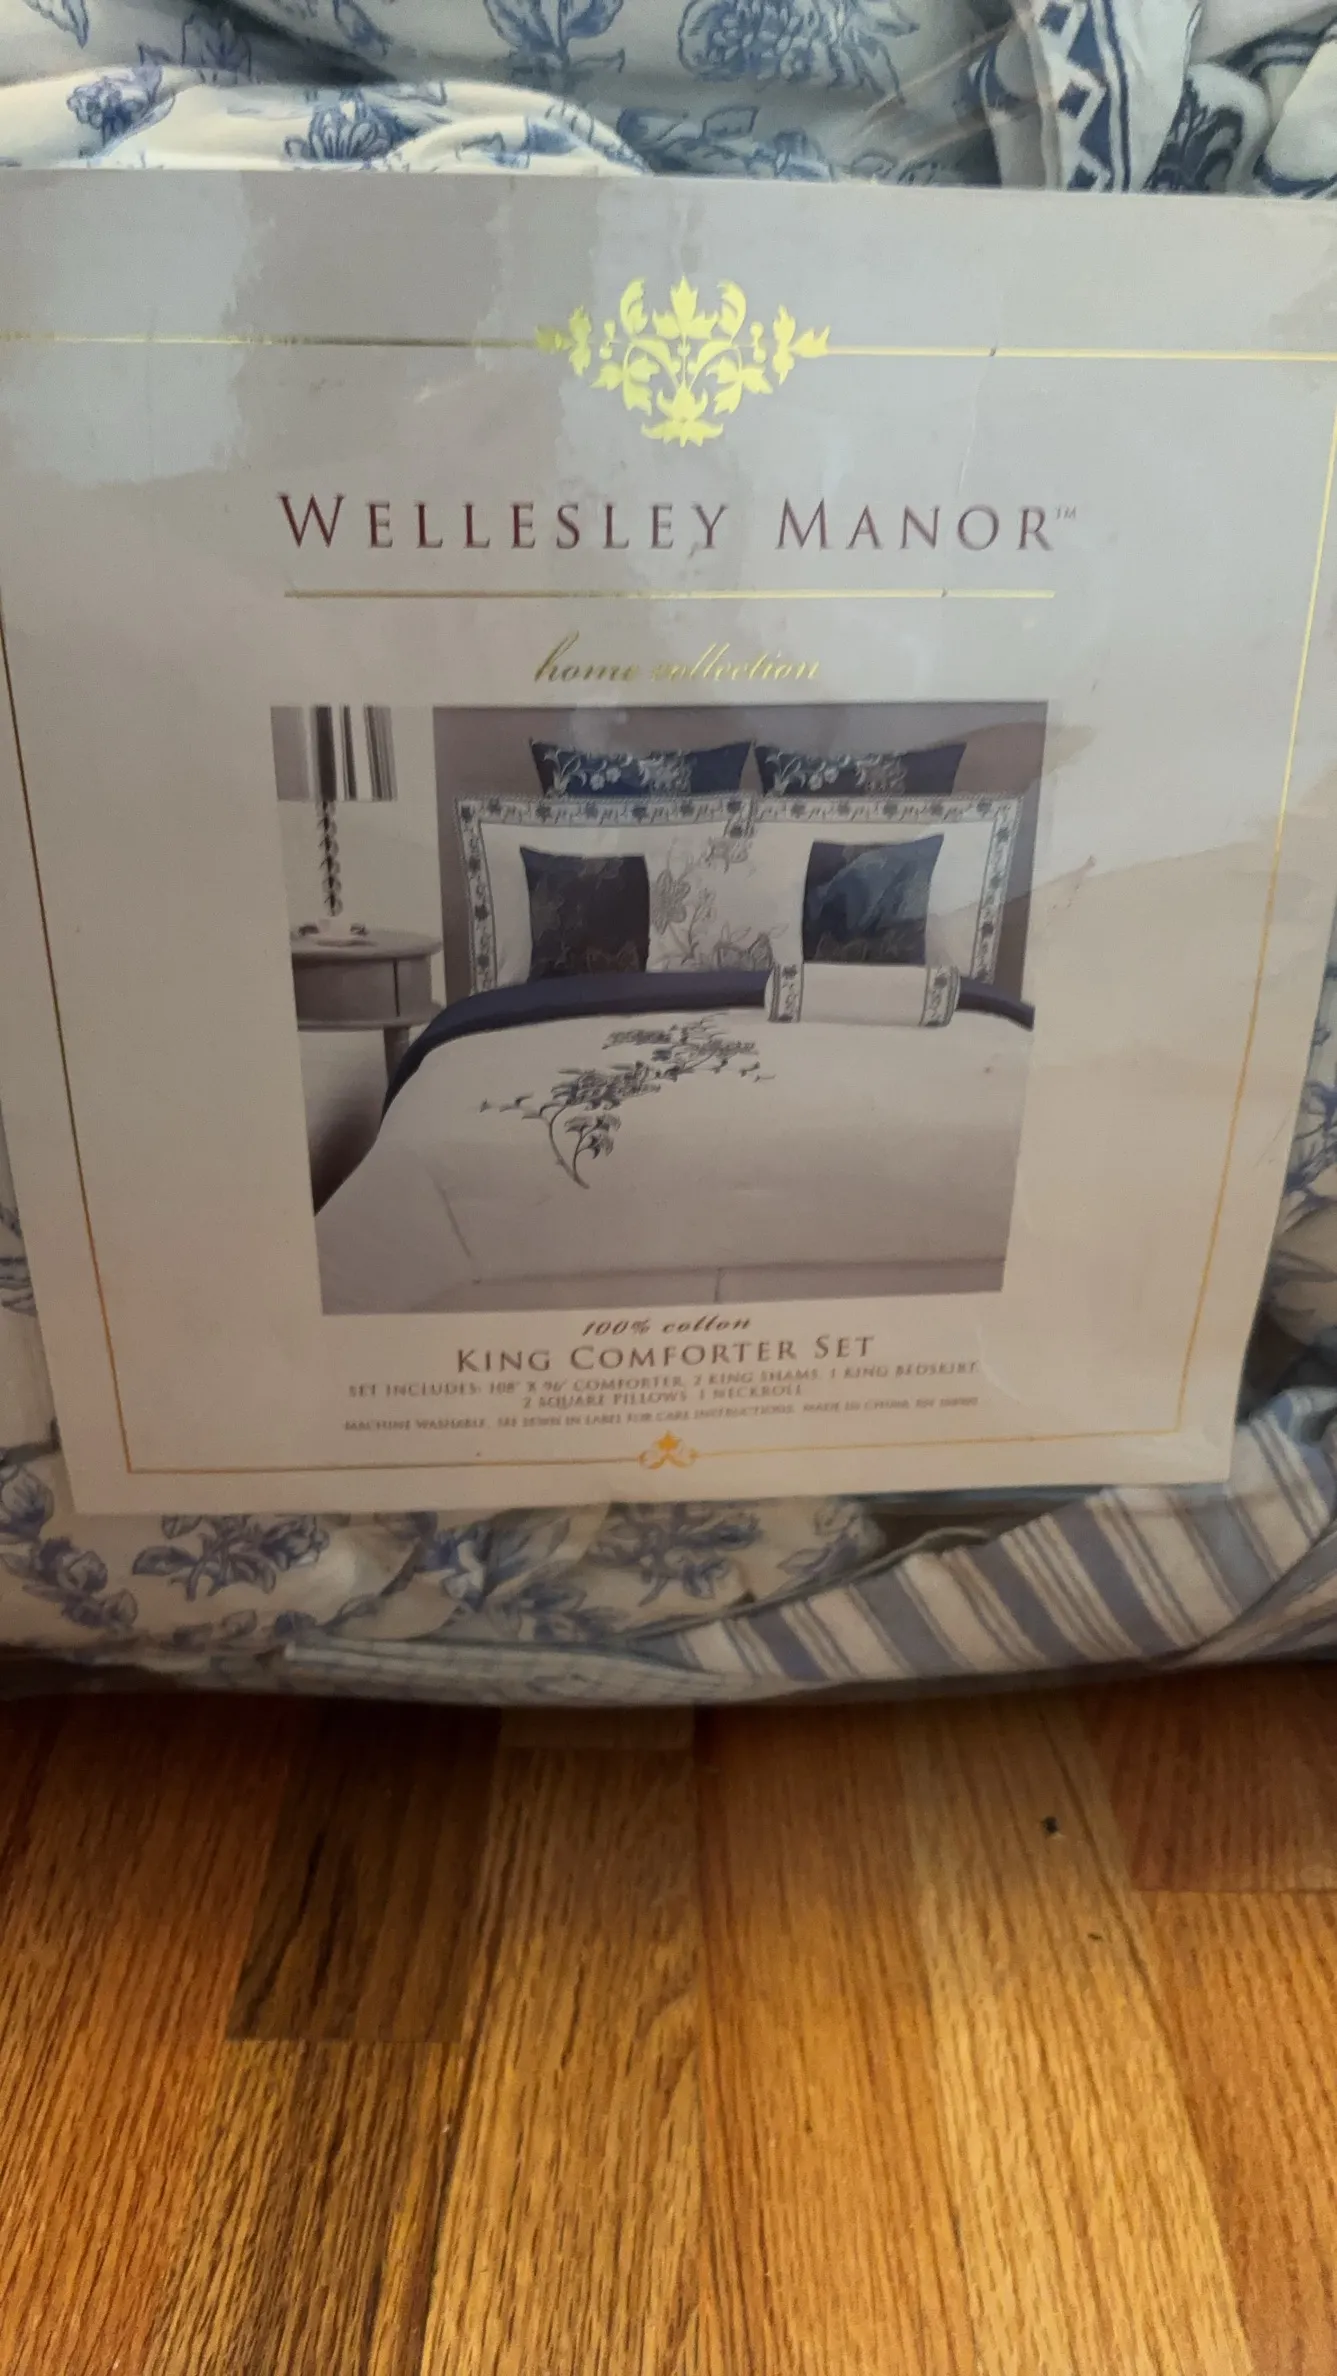 WELLESLEY MANOR™
home collection
100% cotton
KING COMFORTER SET
SET INCLUDES: 108" X 96" COMFORTER, 2 KING SHAMS, 1 KING BEDSKIRT,
2 SQUARE PILLOWS, 1 NECKROLL
MACHINE WASHABLE. SEE SEWN IN LABEL FOR CARE INSTRUCTIONS. MADE IN CHINA. RN